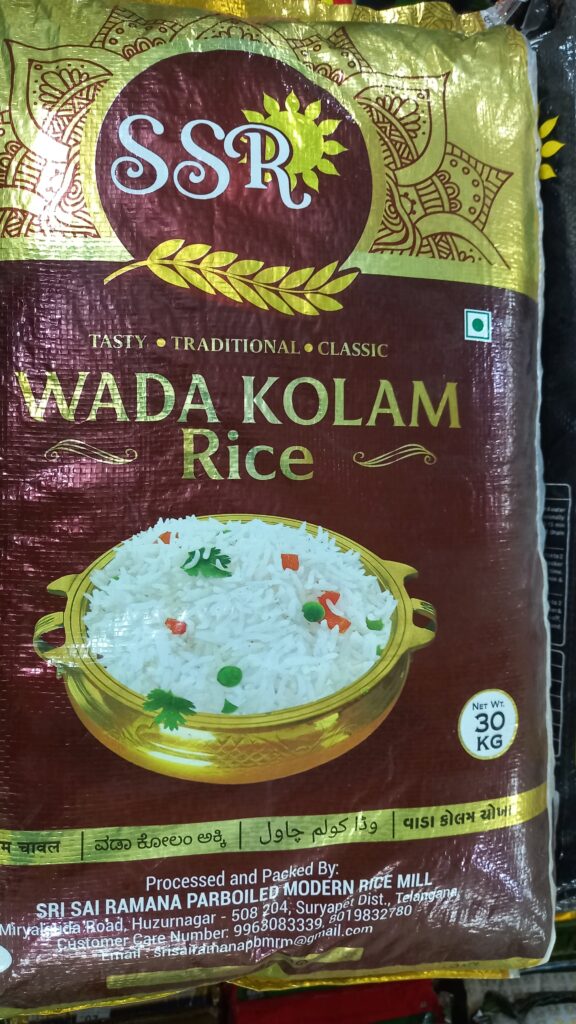 SSR
TASTY • TRADITIONAL • CLASSIC
WADA KOLAM
Rice
NET WT.
30
KG
चावल | ವಡಾ ಕೋಲಂ ಅಕ್ಕಿ | وڈا کولم چاول | વાડા કોલમ ચોખા
Processed and Packed By:
SRI SAI RAMANA PARBOILED MODERN RICE MILL
Miryalguda Road, Huzurnagar - 508 204, Suryapet Dist., Telangana.
Customer Care Number: 9963083339, 8019832780
Email : srisairamanapbmrm@gmail.com